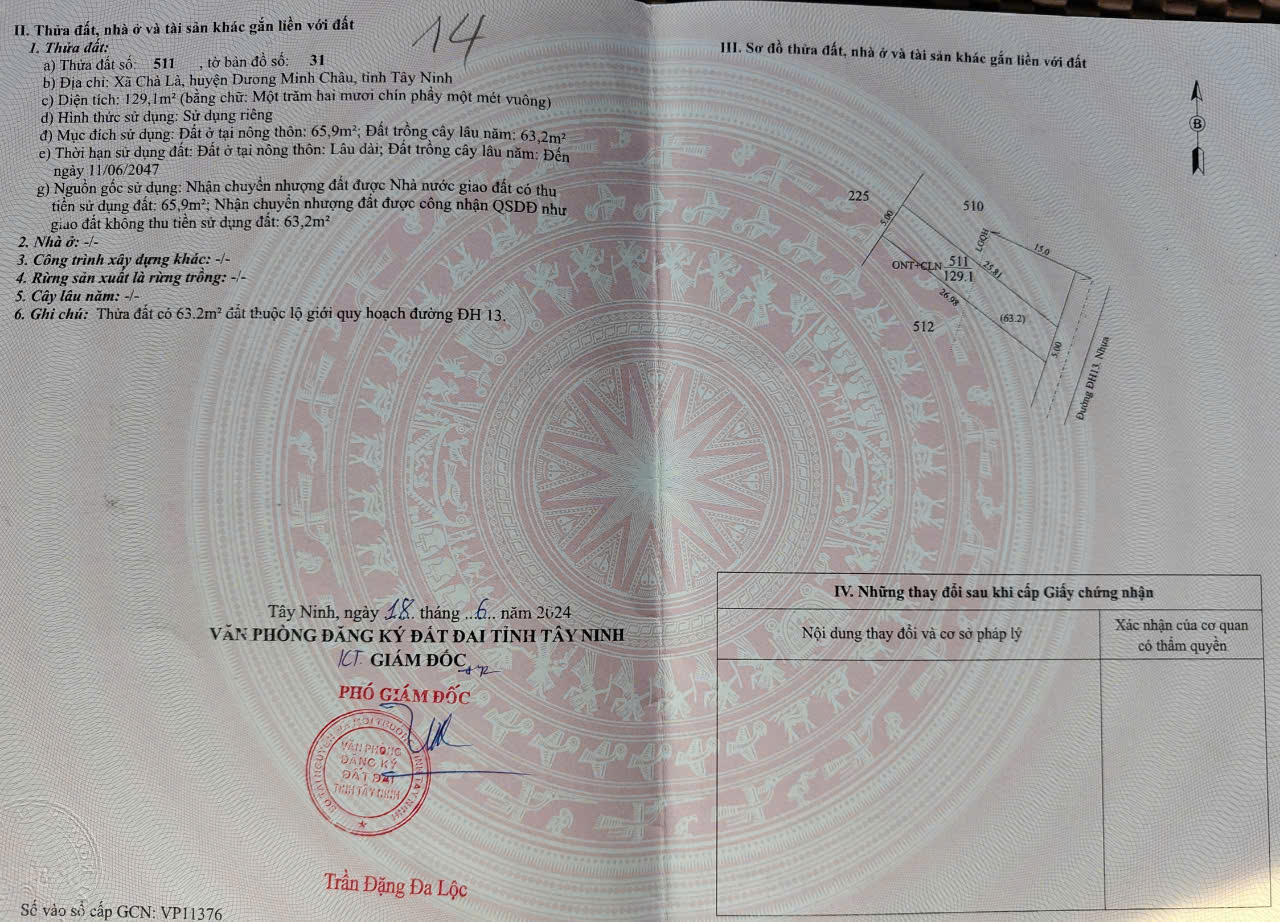 14
II. Thửa đất, nhà ở và tài sản khác gắn liền với đất
1. Thửa đất:
a) Thửa đất số: 511 , tờ bản đồ số: 31
b) Địa chỉ: Xã Chà Là, huyện Dương Minh Châu, tỉnh Tây Ninh
c) Diện tích: 129,1m² (bằng chữ: Một trăm hai mươi chín phẩy một mét vuông)
d) Hình thức sử dụng: Sử dụng riêng
đ) Mục đích sử dụng: Đất ở tại nông thôn: 65,9m²; Đất trồng cây lâu năm: 63,2m²
e) Thời hạn sử dụng đất: Đất ở tại nông thôn: Lâu dài; Đất trồng cây lâu năm: Đến
ngày 11/06/2047
g) Nguồn gốc sử dụng: Nhận chuyển nhượng đất được Nhà nước giao đất có thu
tiền sử dụng đất: 65,9m²; Nhận chuyển nhượng đất được công nhận QSDĐ như
giao đất không thu tiền sử dụng đất: 63,2m²
2. Nhà ở: -/-
3. Công trình xây dựng khác: -/-
4. Rừng sản xuất là rừng trồng: -/-
5. Cây lâu năm: -/-
6. Ghi chú: Thửa đất có 63.2m² đất thuộc lộ giới quy hoạch đường ĐH 13.
Tây Ninh, ngày 18. tháng ..6.. năm 2024
VĂN PHÒNG ĐĂNG KÝ ĐẤT ĐAI TỈNH TÂY NINH
KT. GIÁM ĐỐC
PHÓ GIÁM ĐỐC
SỞ TÀI NGUYÊN VÀ MÔI TRƯỜNG TỈNH TÂY NINH
VĂN PHÒNG
ĐĂNG KÝ
ĐẤT ĐAI
TỈNH TÂY NINH
Trần Đặng Đa Lộc
Số vào sổ cấp GCN: VP11376
III. Sơ đồ thửa đất, nhà ở và tài sản khác gắn liền với đất
B
225
510
5.00
LOQH
15.0
ONT+CLN 511
129.1
25.81
26.98
(63.2)
512
5.00
Đường ĐH13, Nhựa
IV. Những thay đổi sau khi cấp Giấy chứng nhận
Nội dung thay đổi và cơ sở pháp lý
Xác nhận của cơ quan
có thẩm quyền